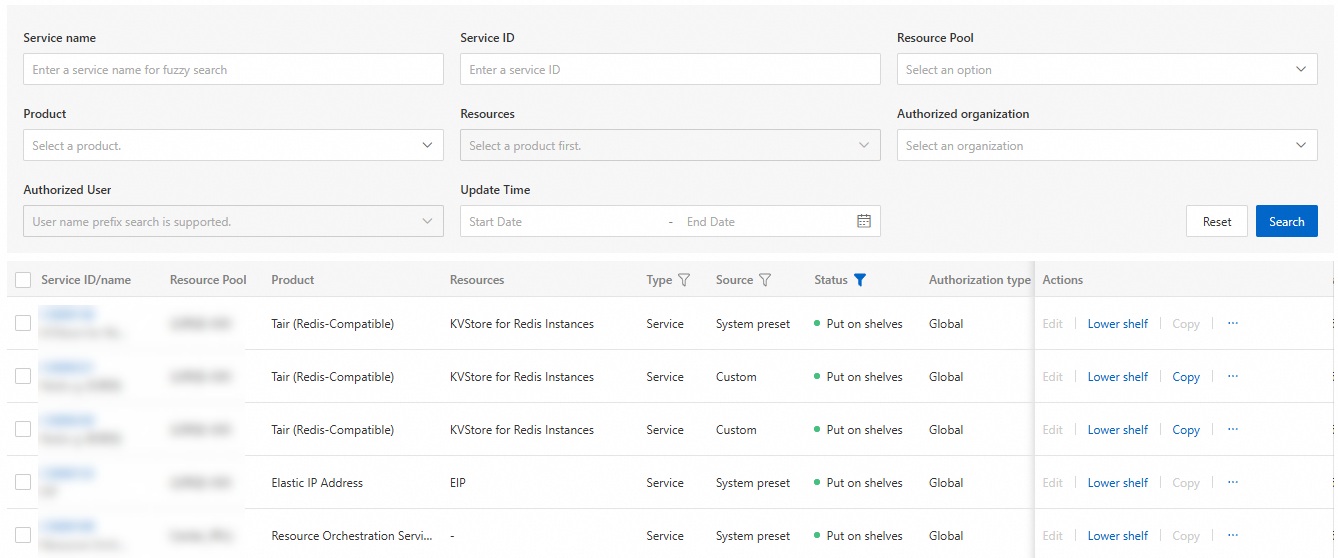 Service name Service ID Resource Pool
Enter a service name for fuzzy search Enter a service ID Select an option
Product Resources Authorized organization
Select a product. Select a product first. Select an organization
Authorized User Update Time
User name prefix search is supported. Start Date - End Date Reset Search
Service ID/name Resource Pool Product Resources Type Source Status Authorization type Actions
Tair (Redis-Compatible) KVStore for Redis Instances Service System preset Put on shelves Global Edit Lower shelf Copy ...
Tair (Redis-Compatible) KVStore for Redis Instances Service Custom Put on shelves Global Edit Lower shelf Copy ...
Tair (Redis-Compatible) KVStore for Redis Instances Service Custom Put on shelves Global Edit Lower shelf Copy ...
Elastic IP Address EIP Service System preset Put on shelves Global Edit Lower shelf Copy ...
Resource Orchestration Servi... - Service System preset Put on shelves Global Edit Lower shelf Copy ...